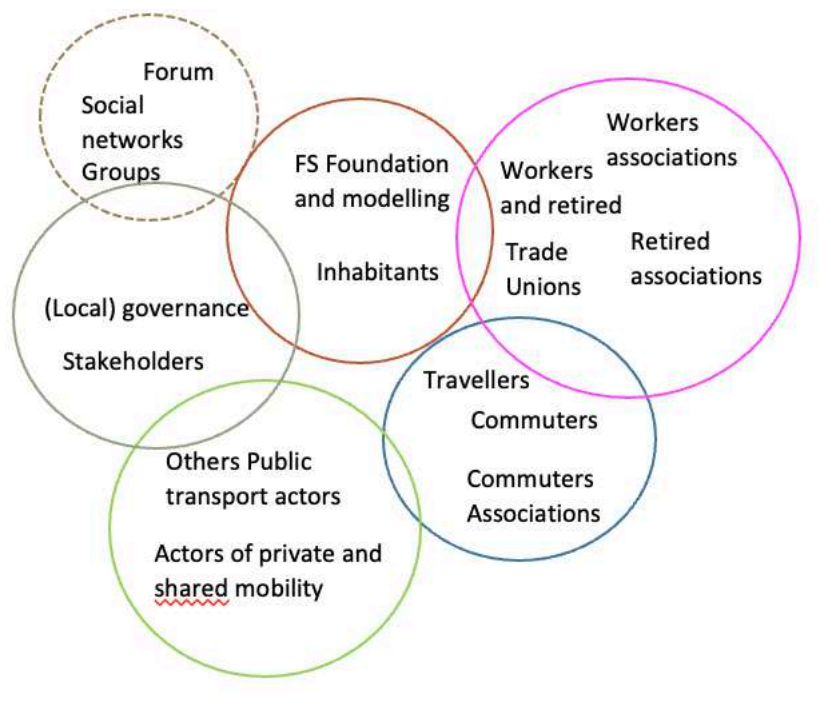 Forum
Social
networks
Groups
FS Foundation
and modelling
Inhabitants
Workers
associations
Workers
and retired
Trade
Unions
Retired
associations
(Local) governance
Stakeholders
Travellers
Commuters
Commuters
Associations
Others Public
transport actors
Actors of private and
shared mobility